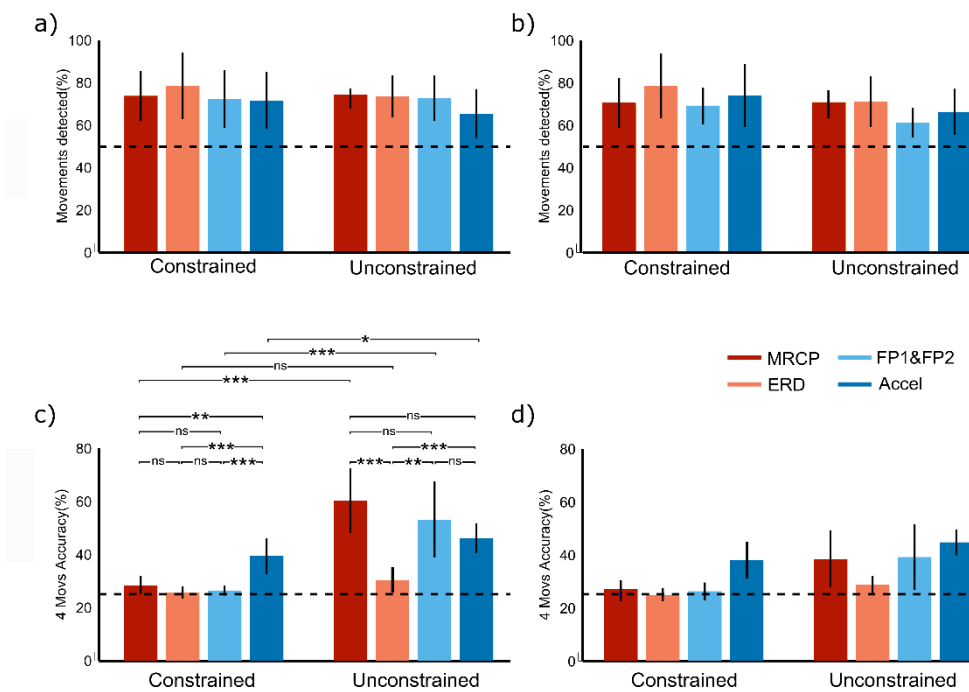 a)
Movements detected(%)
100
80
60
40
20
0
Constrained
Unconstrained
b)
Movements detected(%)
100
80
60
40
20
0
Constrained
Unconstrained
*
***
ns
***
MRCP
FP1&FP2
ERD
Accel
c)
**
ns
ns
ns
***
***
ns
ns
***
***
**
ns
4 Movs Accuracy(%)
80
60
40
20
0
Constrained
Unconstrained
d)
4 Movs Accuracy(%)
80
60
40
20
0
Constrained
Unconstrained